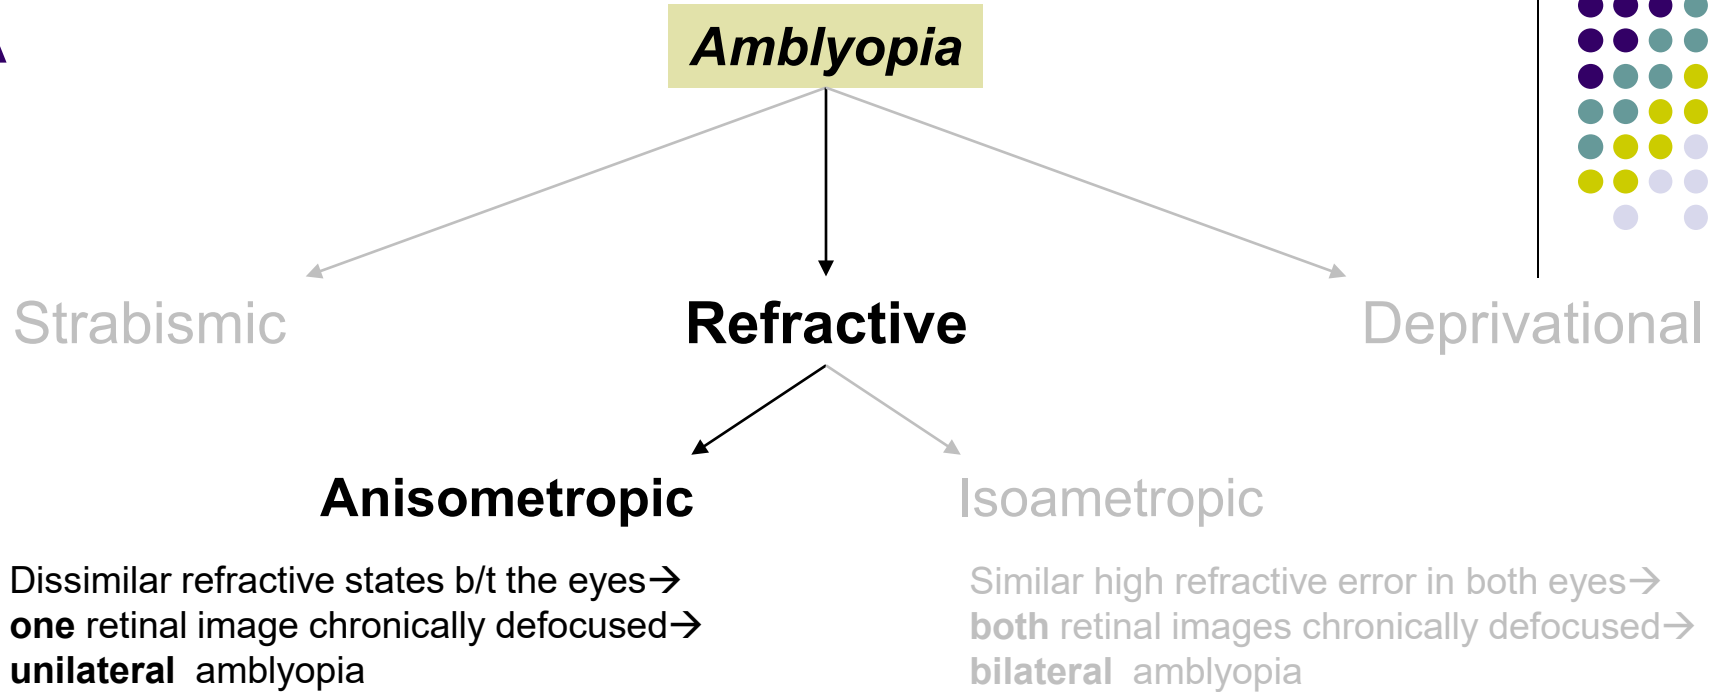 A
Amblyopia
Strabismic
Refractive
Deprivational
Anisometropic
Isoametropic
Dissimilar refractive states b/t the eyes→
one retinal image chronically defocused→
unilateral amblyopia
Similar high refractive error in both eyes→
both retinal images chronically defocused→
bilateral amblyopia